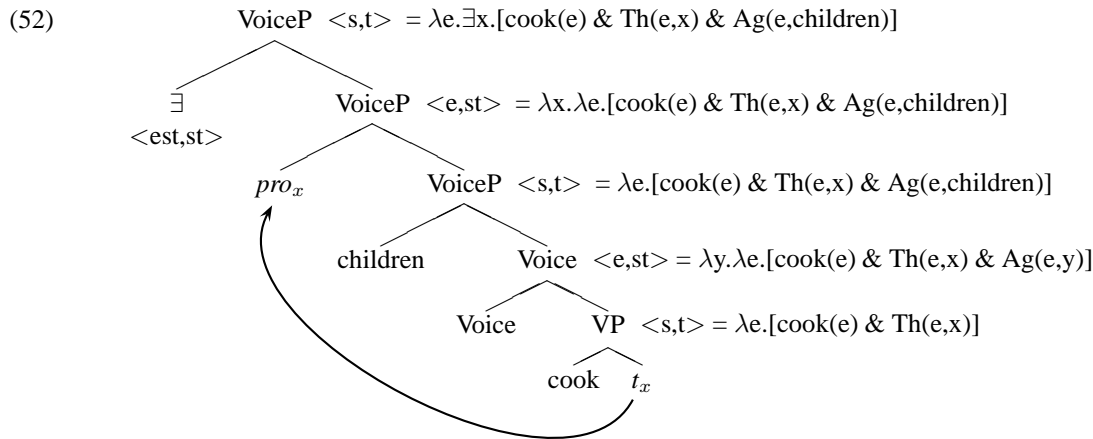 (52) VoiceP <s,t> = λe.∃x.[cook(e) & Th(e,x) & Ag(e,children)]
∃ VoiceP <e,st> = λx.λe.[cook(e) & Th(e,x) & Ag(e,children)]
<est,st>
pro_x VoiceP <s,t> = λe.[cook(e) & Th(e,x) & Ag(e,children)]
children Voice <e,st> = λy.λe.[cook(e) & Th(e,x) & Ag(e,y)]
Voice VP <s,t> = λe.[cook(e) & Th(e,x)]
cook t_x